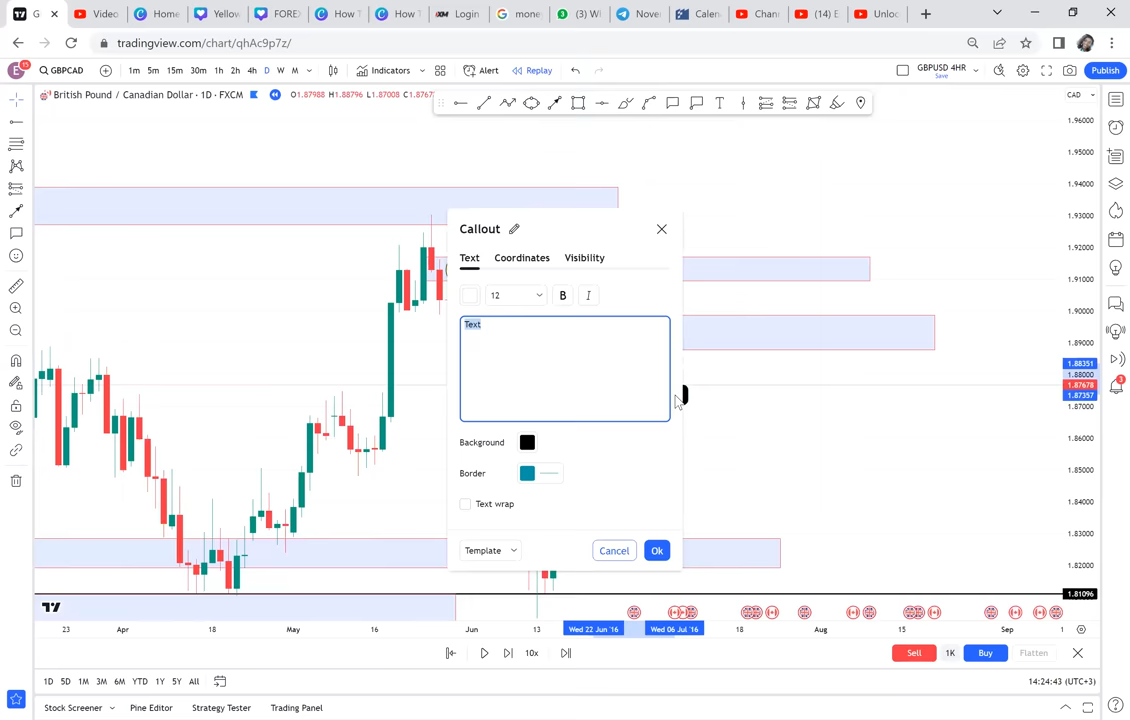 G
Video
Home
Yellow
FOREX
How T
How T
Login
money
(3) W
Nover
Calen
Chann
(14) E
Unloc
tradingview.com/chart/qhAc9p7z/
E
15
GBPCAD
1m 5m 15m 30m 1h 2h 4h D W M
Indicators
Alert
Replay
GBPUSD 4HR
Save
Publish
British Pound / Canadian Dollar · 1D · FXCM
O1.87988 H1.88796 L1.87008
CAD
1.96000
1.95000
1.94000
1.93000
1.92000
1.91000
1.90000
1.89000
1.88351
1.88000
1.87678
1.87357
1.87000
1.86000
1.85000
1.84000
1.83000
1.82000
1.81096
3
Callout
Text Coordinates Visibility
12
B
I
Text
Background
Border
Text wrap
Template
Cancel
Ok
23 Apr 18 May 16 Jun 13 Wed 22 Jun '16 Wed 06 Jul '16 18 Aug 15 Sep 1
10x
Sell
1K
Buy
Flatten
1D 5D 1M 3M 6M YTD 1Y 5Y All
14:24:43 (UTC+3)
Stock Screener
Pine Editor
Strategy Tester
Trading Panel